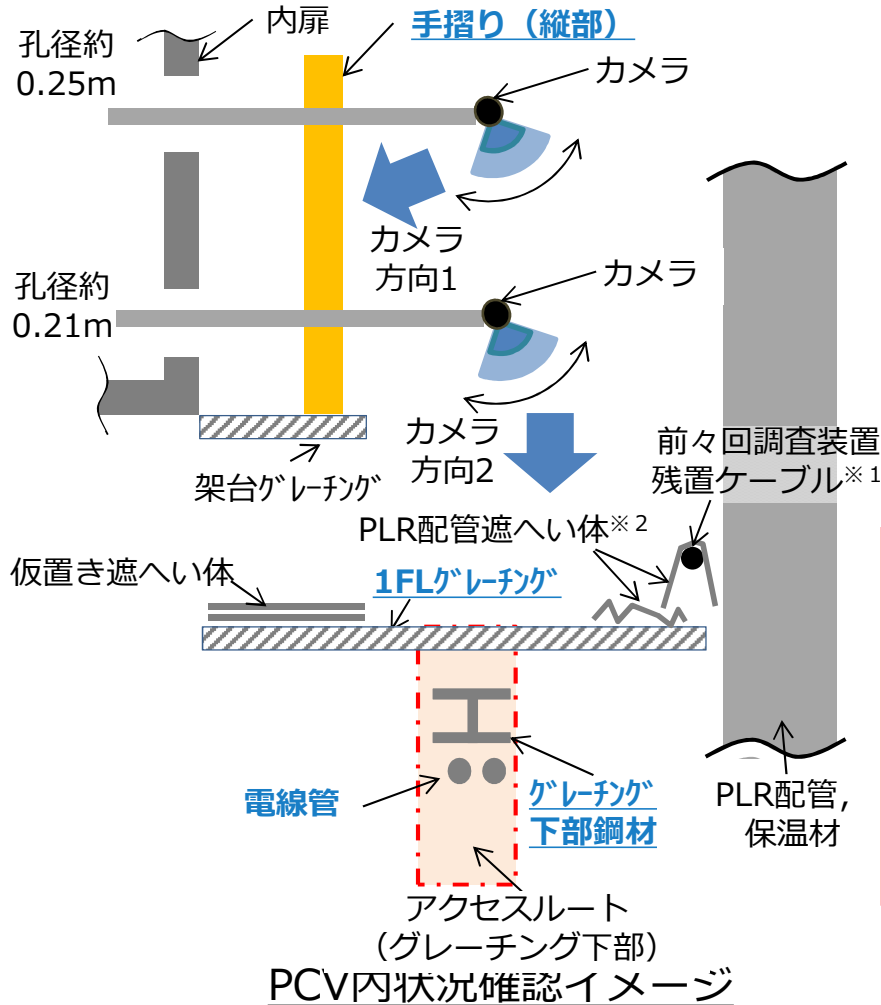 内扉
手摺り（縦部）
孔径約
0.25m
カメラ
カメラ
方向1
カメラ
孔径約
0.21m
カメラ
方向2
架台ｸﾞﾚｰﾁﾝｸﾞ
前々回調査装置
残置ケーブル※１
PLR配管遮へい体※２
仮置き遮へい体
1FLｸﾞﾚｰﾁﾝｸﾞ
電線管
ｸﾞﾚｰﾁﾝｸﾞ
下部鋼材
PLR配管,
保温材
アクセスルート
（グレーチング下部）
PCV内状況確認イメージ